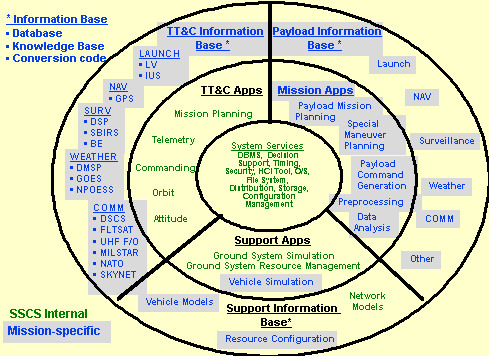 * Information Base
• Database
• Knowledge Base
• Conversion code
TT&C Information
Base *
Payload Information
Base *
LAUNCH
• LV
• IUS
NAV
• GPS
SURV
• DSP
• SBIRS
• BE
WEATHER
• DMSP
• GOES
• NPOESS
COMM
• DSCS
• FLTSAT
• UHF F/O
• MILSTAR
• NATO
• SKYNET
TT&C Apps
Mission Planning
Telemetry
Commanding
Orbit
Attitude
Mission Apps
Payload Mission
Planning
Special
Maneuver
Planning
Payload
Command
Generation
Preprocessing
Data
Analysis
Launch
NAV
Surveillance
Weather
COMM
Other
System Services
DBMS, Decision
Support, Timing,
Security, HCI Tool, O/S,
File System,
Distribution, Storage,
Configuration
Management
Support Apps
Ground System Simulation
Ground System Resource Management
Vehicle Simulation
Vehicle Models
Network
Models
Support Information
Base*
Resource Configuration
SSCS Internal
Mission-specific